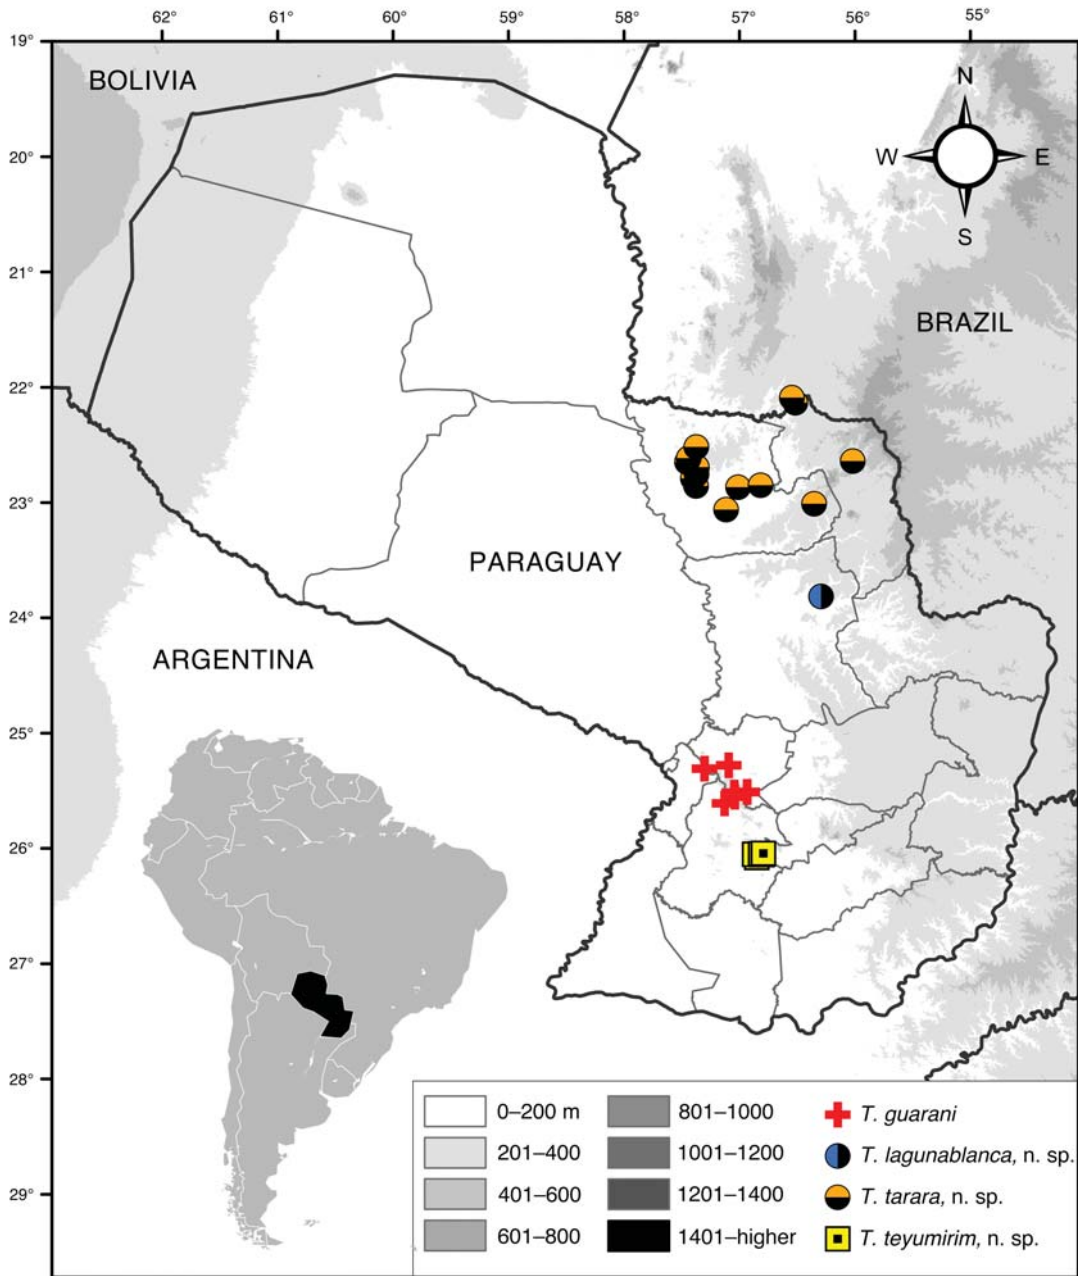 62° 61° 60° 59° 58° 57° 56° 55°
19°
BOLIVIA
N
20°
W E
S
21°
BRAZIL
22°
23°
PARAGUAY
24°
ARGENTINA
25°
26°
27°
28°
0–200 m 801–1000 T. guarani
201–400 1001–1200 T. lagunablanca, n. sp.
29°
401–600 1201–1400 T. tarara, n. sp.
601–800 1401–higher T. teyumirim, n. sp.